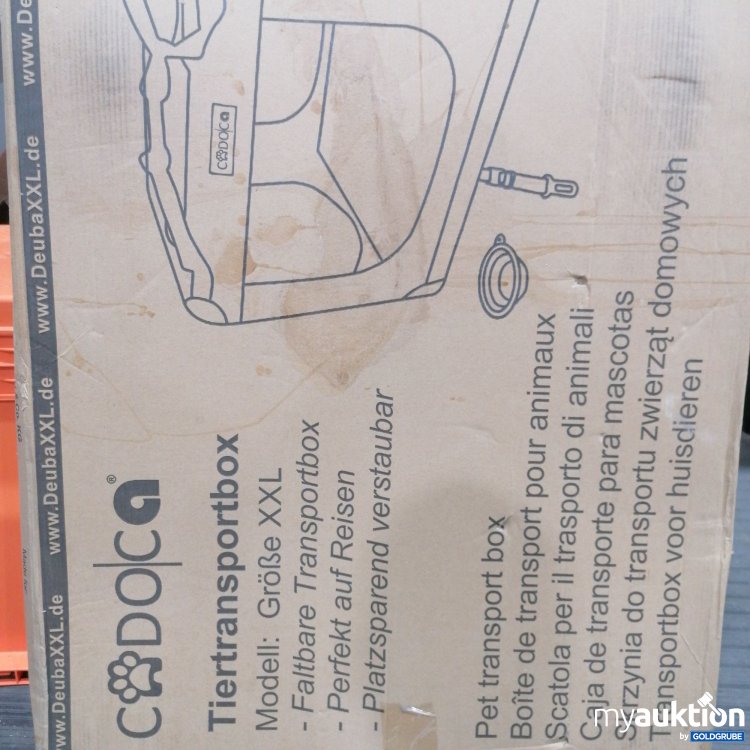 www.DeubaXXL.de www.DeubaXXL.de www.DeubaXXL.de www.De
CADOCA®
Tiertransportbox
Modell: Größe XXL
- Faltbare Transportbox
- Perfekt auf Reisen
- Platzsparend verstaubar
CADOCA
Pet transport box
Boîte de transport pour animaux
Scatola per il trasporto di animali
Caja de transporte para mascotas
Skrzynia do transportu zwierząt domowych
Transportbox voor huisdieren
myauktion
by GOLDGRUBE